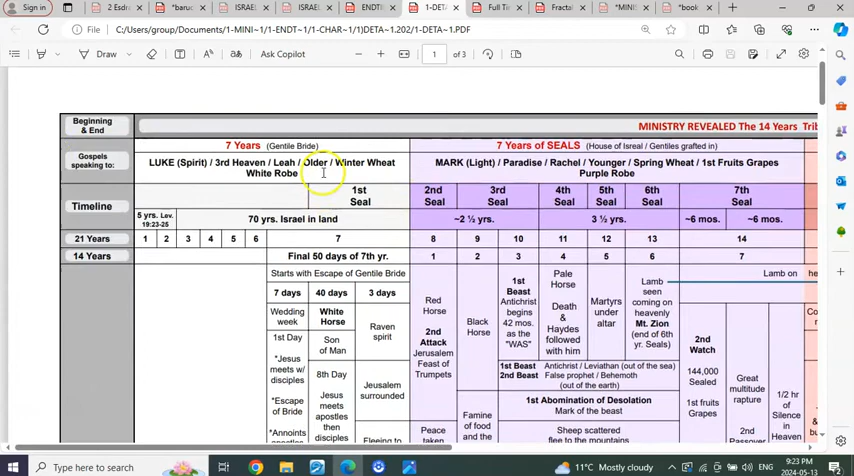 Sign in
2 Esdre
*baruc
ISRAEL
ISRAEL
ENDTI
1-DETA
Full Tim
Fractal
*MINIS
*book
File
C:/Users/group/Documents/1-MINI~1/1-ENDT~1/1-CHAR~1/1)DETA~1.202/1-DETA~1.PDF
Draw
Ask Copilot
1 of 3
Beginning
& End
MINISTRY REVEALED The 14 Years Trib
Gospels
speaking to:
7 Years (Gentile Bride)
LUKE (Spirit) / 3rd Heaven / Leah / Older / Winter Wheat
White Robe
7 Years of SEALS (House of Isreal / Gentiles grafted in)
MARK (Light) / Paradise / Rachel / Younger / Spring Wheat / 1st Fruits Grapes
Purple Robe
Timeline
1st
Seal
2nd
Seal
3rd
Seal
4th
Seal
5th
Seal
6th
Seal
7th
Seal
5 yrs. Lev.
19:23-25
70 yrs. Israel in land
~2 ½ yrs.
3 ½ yrs.
~6 mos.
~6 mos.
21 Years
1 2 3 4 5 6 7 8 9 10 11 12 13 14
14 Years
Final 50 days of 7th yr.
1 2 3 4 5 6 7
Starts with Escape of Gentile Bride
7 days
40 days
3 days
Wedding
week
1st Day
*Jesus
meets w/
disciples
*Escape
of Bride
*Annoints
apostles
White
Horse
Son
of Man
8th Day
Jesus
meets
apostles
then
disciples
Raven
spirit
Jerusalem
surrounded
Fleeing to
Red
Horse
2nd
Attack
Jerusalem
Feast of
Trumpets
Peace
taken
Black
Horse
Famine
of food
and the
1st
Beast
Antichrist
begins
42 mos.
as the
"WAS"
Pale
Horse
Death
&
Haydes
followed
with him
Martyrs
under
altar
Lamb
seen
coming on
heavenly
Mt. Zion
(end of 6th
yr. Seals)
1st Beast Antichrist / Leviathan (out of the sea)
2nd Beast False prophet / Behemoth
(out of the earth)
1st Abomination of Desolation
Mark of the beast
Sheep scattered
flee to the mountains
Lamb on he
2nd
Watch
144,000
Sealed
1st fruits
Grapes
Great
multitude
rapture
2nd
Passover
1/2 hr
of
Silence
in
Heaven
Type here to search
11°C Mostly cloudy
9:23 PM
2024-05-13